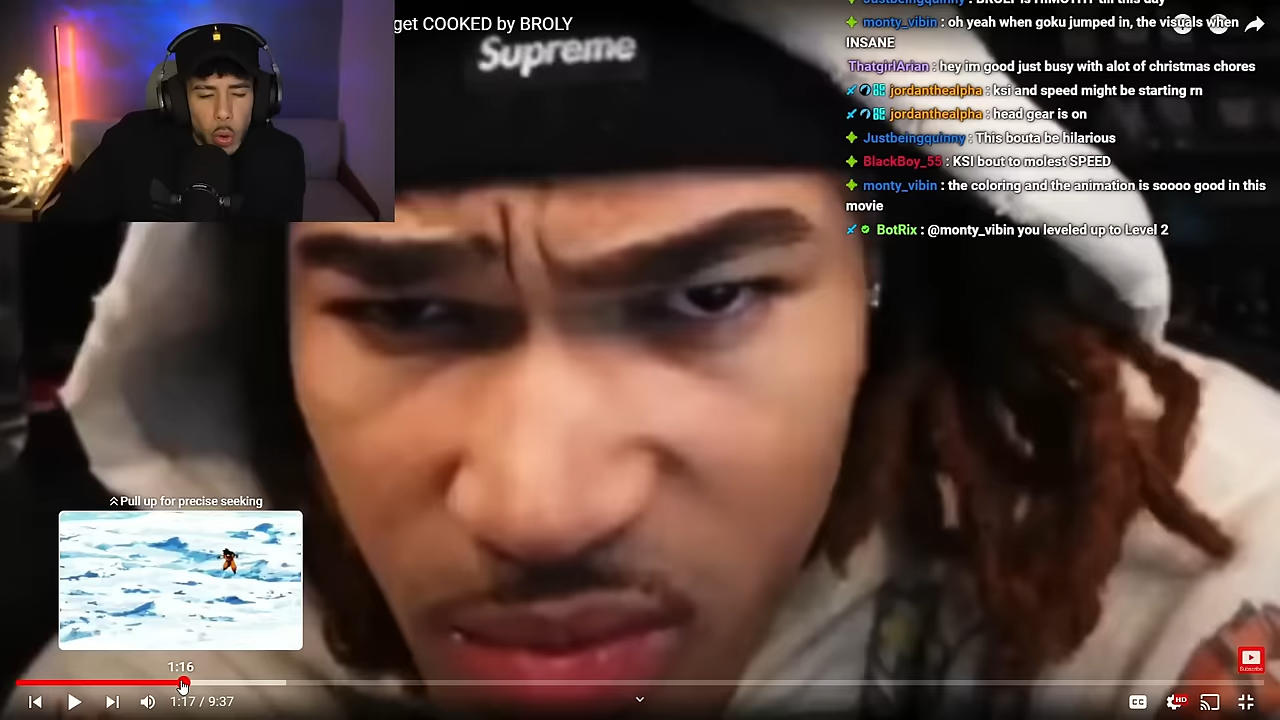 get COOKED by BROLY
Supreme
monty_vibin : oh yeah when goku jumped in, the visuals when
INSANE
ThatgirlArian : hey im good just busy with alot of christmas chores
jordanthealpha : ksi and speed might be starting rn
jordanthealpha : head gear is on
Justbeingquinny : This bouta be hilarious
BlackBoy_55 : KSI bout to molest SPEED
monty_vibin : the coloring and the animation is soooo good in this
movie
BotRix : @monty_vibin you leveled up to Level 2
Pull up for precise seeking
1:16
Subscribe
1:17 / 9:37
CC
HD